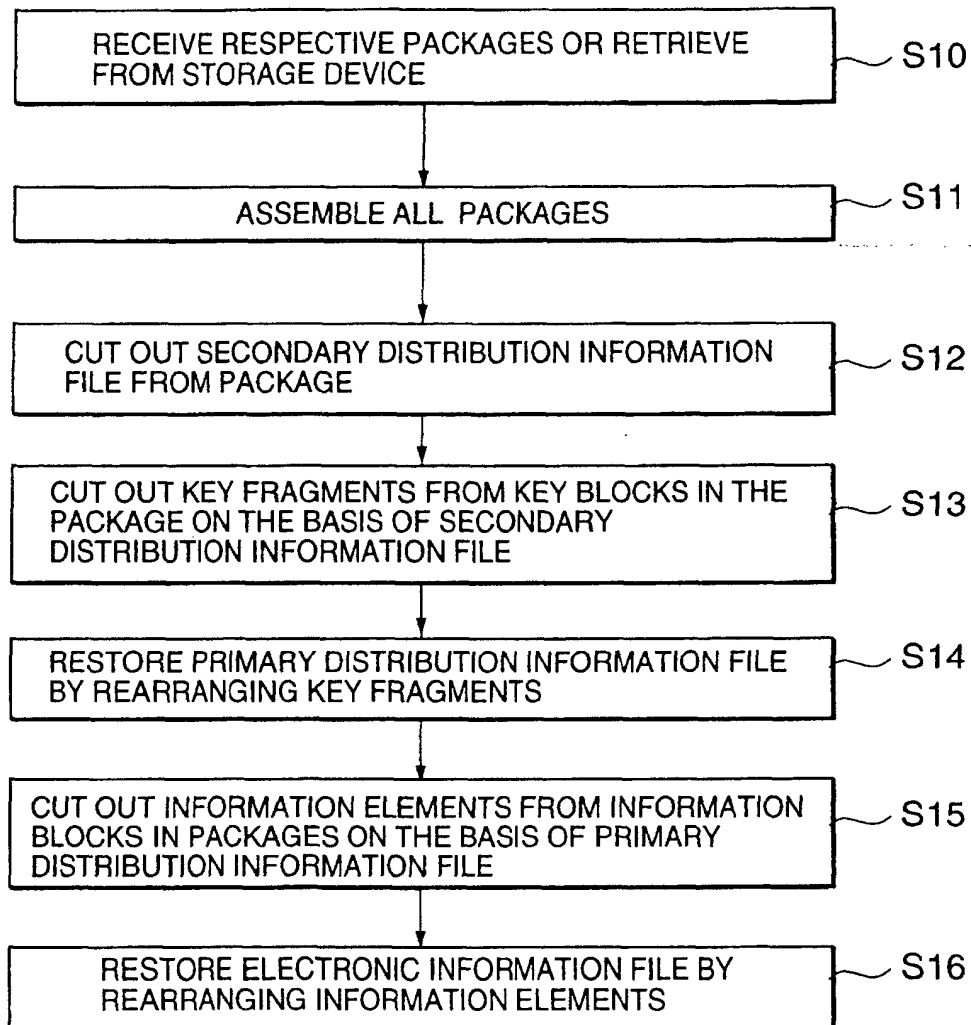 RECEIVE RESPECTIVE PACKAGES OR RETRIEVE
FROM STORAGE DEVICE
S10
ASSEMBLE ALL PACKAGES
S11
CUT OUT SECONDARY DISTRIBUTION INFORMATION
FILE FROM PACKAGE
S12
CUT OUT KEY FRAGMENTS FROM KEY BLOCKS IN THE
PACKAGE ON THE BASIS OF SECONDARY
DISTRIBUTION INFORMATION FILE
S13
RESTORE PRIMARY DISTRIBUTION INFORMATION FILE
BY REARRANGING KEY FRAGMENTS
S14
CUT OUT INFORMATION ELEMENTS FROM INFORMATION
BLOCKS IN PACKAGES ON THE BASIS OF PRIMARY
DISTRIBUTION INFORMATION FILE
S15
RESTORE ELECTRONIC INFORMATION FILE BY
REARRANGING INFORMATION ELEMENTS
S16